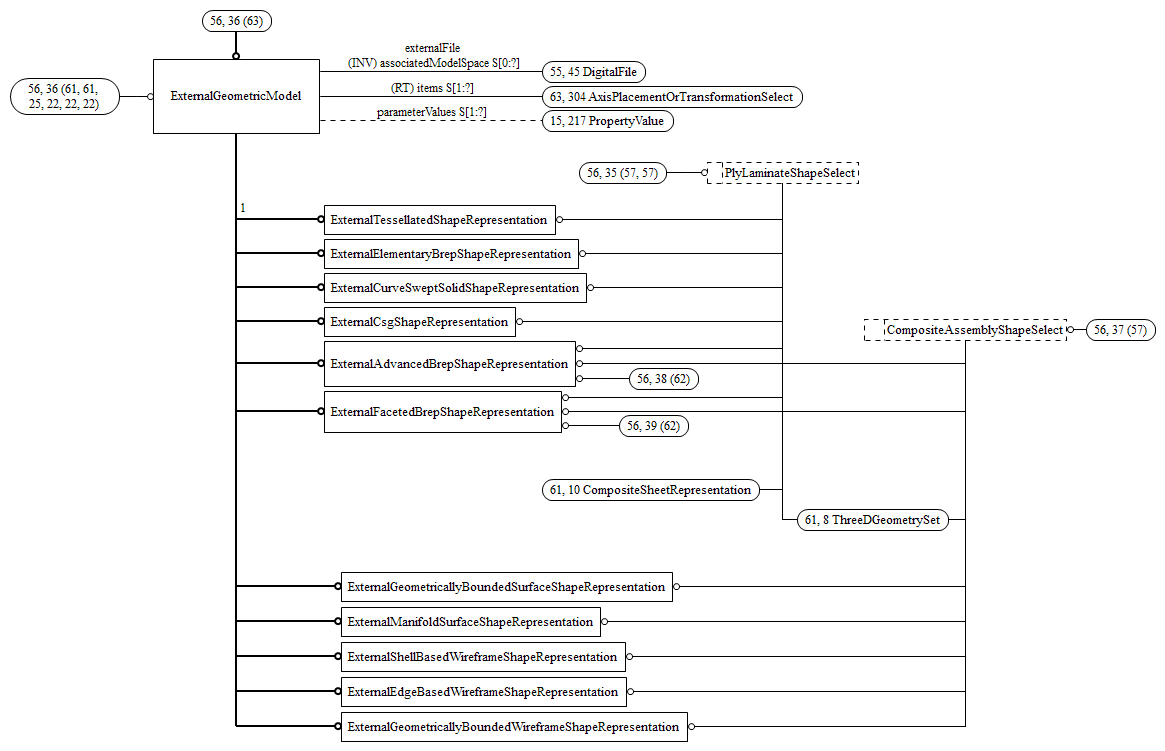 56, 36 (63)
externalFile
(INV) associatedModelSpace S[0:?]
55, 45 DigitalFile
56, 36 (61, 61,
25, 22, 22, 22)
ExternalGeometricModel
(RT) items S[1:?]
63, 304 AxisPlacementOrTransformationSelect
parameterValues S[1:?]
15, 217 PropertyValue
56, 35 (57, 57)
PlyLaminateShapeSelect
1
ExternalTessellatedShapeRepresentation
ExternalElementaryBrepShapeRepresentation
ExternalCurveSweptSolidShapeRepresentation
ExternalCsgShapeRepresentation
CompositeAssemblyShapeSelect
56, 37 (57)
ExternalAdvancedBrepShapeRepresentation
56, 38 (62)
ExternalFacetedBrepShapeRepresentation
56, 39 (62)
61, 10 CompositeSheetRepresentation
61, 8 ThreeDGeometrySet
ExternalGeometricallyBoundedSurfaceShapeRepresentation
ExternalManifoldSurfaceShapeRepresentation
ExternalShellBasedWireframeShapeRepresentation
ExternalEdgeBasedWireframeShapeRepresentation
ExternalGeometricallyBoundedWireframeShapeRepresentation